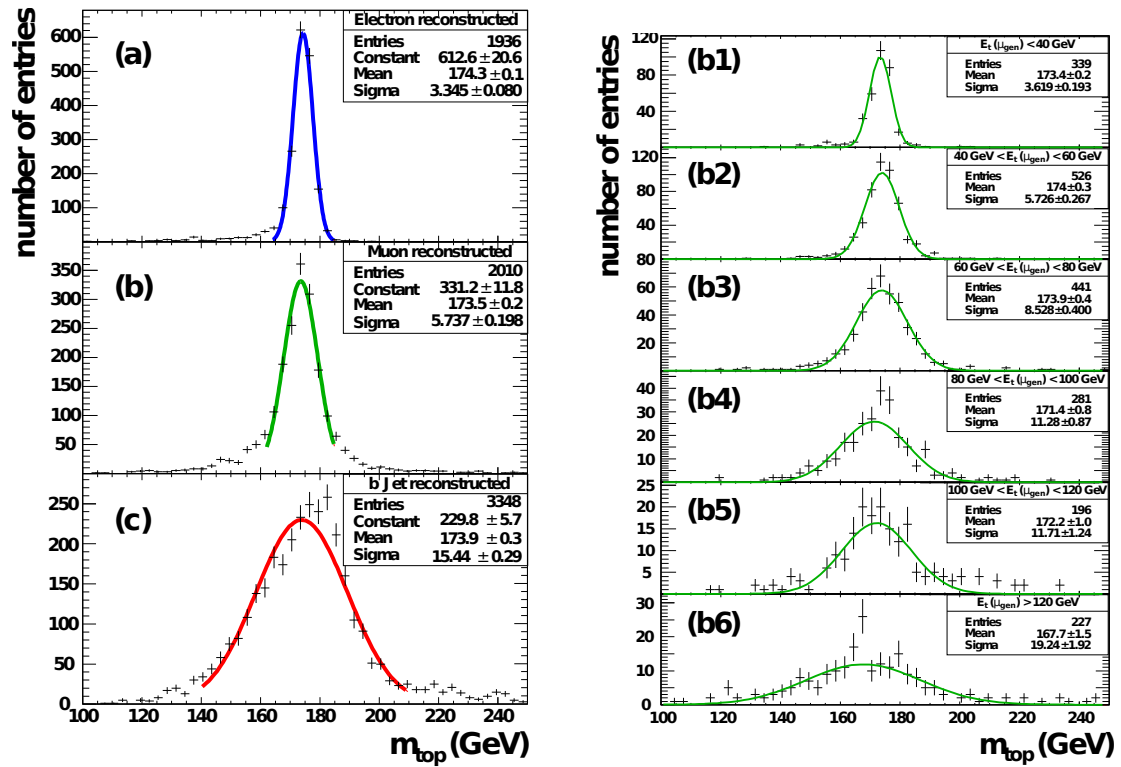 number of entries
(a)
Electron reconstructed
Entries 1936
Constant 612.6 ± 20.6
Mean 174.3 ± 0.1
Sigma 3.345 ± 0.080
600
500
400
300
200
100
(b)
Muon reconstructed
Entries 2010
Constant 331.2 ± 11.8
Mean 173.5 ± 0.2
Sigma 5.737 ± 0.198
350
300
250
200
150
100
50
(c)
b Jet reconstructed
Entries 3348
Constant 229.8 ± 5.7
Mean 173.9 ± 0.3
Sigma 15.44 ± 0.29
250
200
150
100
50
0
100 120 140 160 180 200 220 240
m_top (GeV)
number of entries
(b1)
E_t (μ_gen) < 40 GeV
Entries 339
Mean 173.4 ± 0.2
Sigma 3.619 ± 0.193
120
100
80
60
40
20
(b2)
40 GeV < E_t (μ_gen) < 60 GeV
Entries 526
Mean 174 ± 0.3
Sigma 5.726 ± 0.267
120
100
80
60
40
20
(b3)
60 GeV < E_t (μ_gen) < 80 GeV
Entries 441
Mean 173.9 ± 0.4
Sigma 8.528 ± 0.400
80
60
40
20
(b4)
80 GeV < E_t (μ_gen) < 100 GeV
Entries 281
Mean 171.4 ± 0.8
Sigma 11.28 ± 0.87
40
30
20
10
(b5)
100 GeV < E_t (μ_gen) < 120 GeV
Entries 196
Mean 172.2 ± 1.0
Sigma 11.71 ± 1.24
25
20
15
10
5
(b6)
E_t (μ_gen) > 120 GeV
Entries 227
Mean 167.7 ± 1.5
Sigma 19.24 ± 1.92
30
20
10
0
100 120 140 160 180 200 220 240
m_top (GeV)